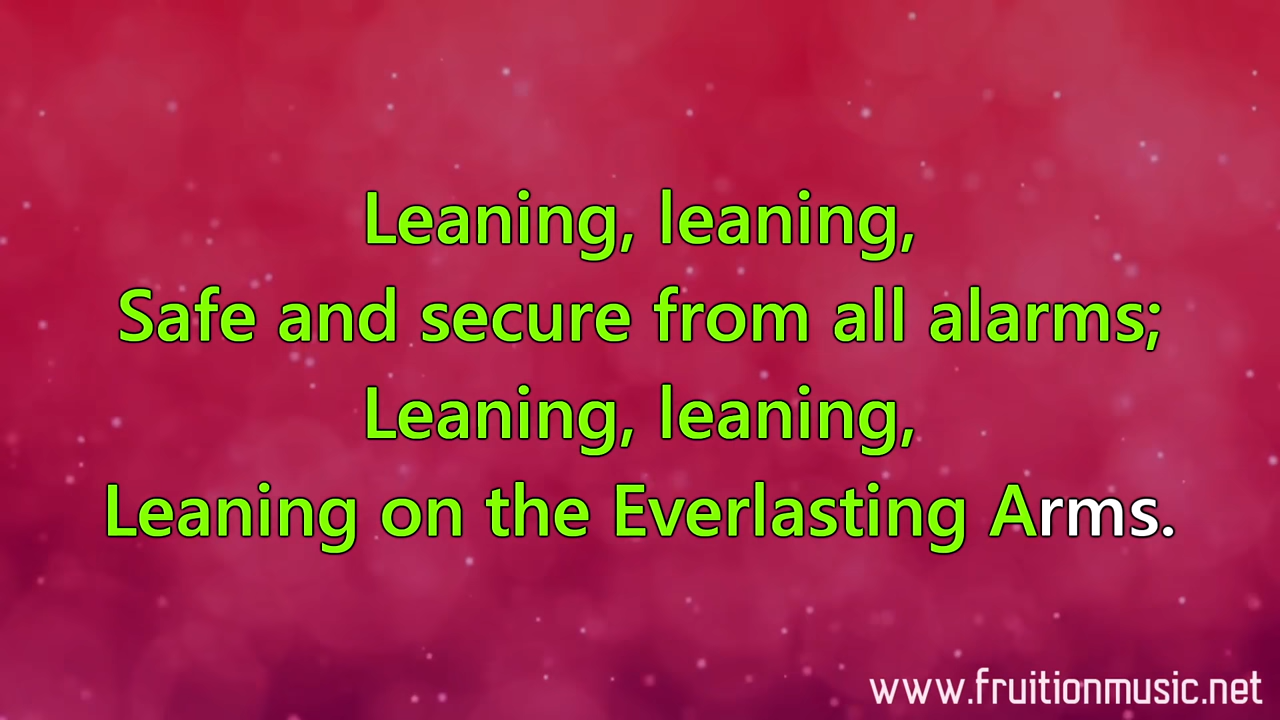 Leaning, leaning,
Safe and secure from all alarms;
Leaning, leaning,
Leaning on the Everlasting Arms.
www.fruitionmusic.net